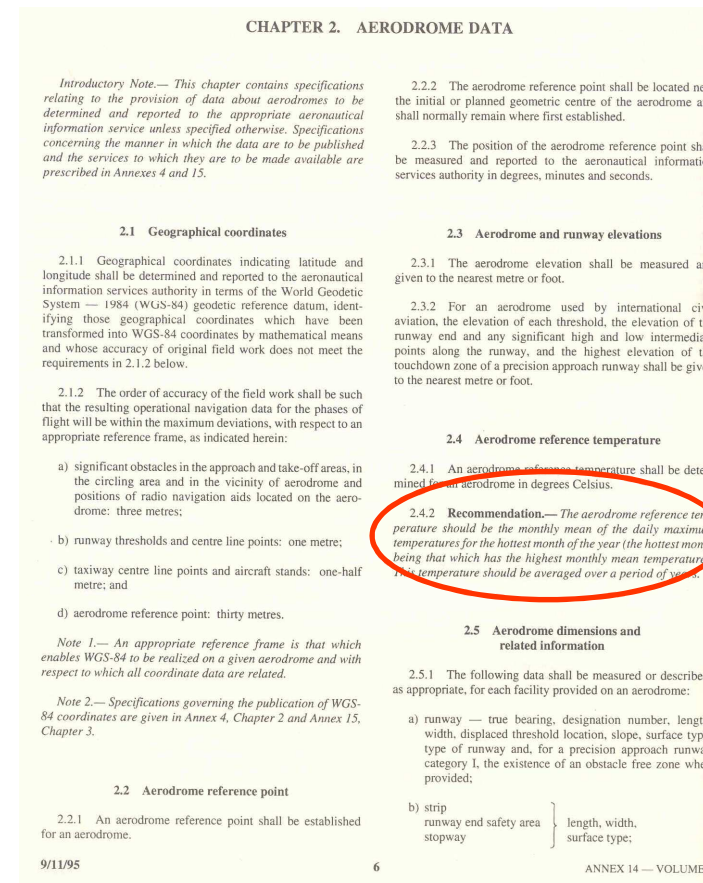 CHAPTER 2. AERODROME DATA
Introductory Note.— This chapter contains specifications
relating to the provision of data about aerodromes to be
determined and reported to the appropriate aeronautical
information service unless specified otherwise. Specifications
concerning the manner in which the data are to be published
and the services to which they are to be made available are
prescribed in Annexes 4 and 15.
2.1 Geographical coordinates
2.1.1 Geographical coordinates indicating latitude and
longitude shall be determined and reported to the aeronautical
information services authority in terms of the World Geodetic
System — 1984 (WGS-84) geodetic reference datum, ident-
ifying those geographical coordinates which have been
transformed into WGS-84 coordinates by mathematical means
and whose accuracy of original field work does not meet the
requirements in 2.1.2 below.
2.1.2 The order of accuracy of the field work shall be such
that the resulting operational navigation data for the phases of
flight will be within the maximum deviations, with respect to an
appropriate reference frame, as indicated herein:
a) significant obstacles in the approach and take-off areas, in
the circling area and in the vicinity of aerodrome and
positions of radio navigation aids located on the aero-
drome: three metres;
b) runway thresholds and centre line points: one metre;
c) taxiway centre line points and aircraft stands: one-half
metre; and
d) aerodrome reference point: thirty metres.
Note 1.— An appropriate reference frame is that which
enables WGS-84 to be realized on a given aerodrome and with
respect to which all coordinate data are related.
Note 2.— Specifications governing the publication of WGS-
84 coordinates are given in Annex 4, Chapter 2 and Annex 15,
Chapter 3.
2.2 Aerodrome reference point
2.2.1 An aerodrome reference point shall be established
for an aerodrome.
2.2.2 The aerodrome reference point shall be located ne
the initial or planned geometric centre of the aerodrome a
shall normally remain where first established.
2.2.3 The position of the aerodrome reference point sh
be measured and reported to the aeronautical informati
services authority in degrees, minutes and seconds.
2.3 Aerodrome and runway elevations
2.3.1 The aerodrome elevation shall be measured a
given to the nearest metre or foot.
2.3.2 For an aerodrome used by international civ
aviation, the elevation of each threshold, the elevation of t
runway end and any significant high and low intermedia
points along the runway, and the highest elevation of t
touchdown zone of a precision approach runway shall be give
to the nearest metre or foot.
2.4 Aerodrome reference temperature
2.4.1 An aerodrome reference temperature shall be dete
mined for an aerodrome in degrees Celsius.
2.4.2 Recommendation.— The aerodrome reference tem
perature should be the monthly mean of the daily maximu
temperatures for the hottest month of the year (the hottest mon
being that which has the highest monthly mean temperature
This temperature should be averaged over a period of years.
2.5 Aerodrome dimensions and
related information
2.5.1 The following data shall be measured or describe
as appropriate, for each facility provided on an aerodrome:
a) runway — true bearing, designation number, lengt
width, displaced threshold location, slope, surface typ
type of runway and, for a precision approach runwa
category I, the existence of an obstacle free zone whe
provided;
b) strip
runway end safety area length, width,
stopway surface type;
9/11/95 6 ANNEX 14 — VOLUME